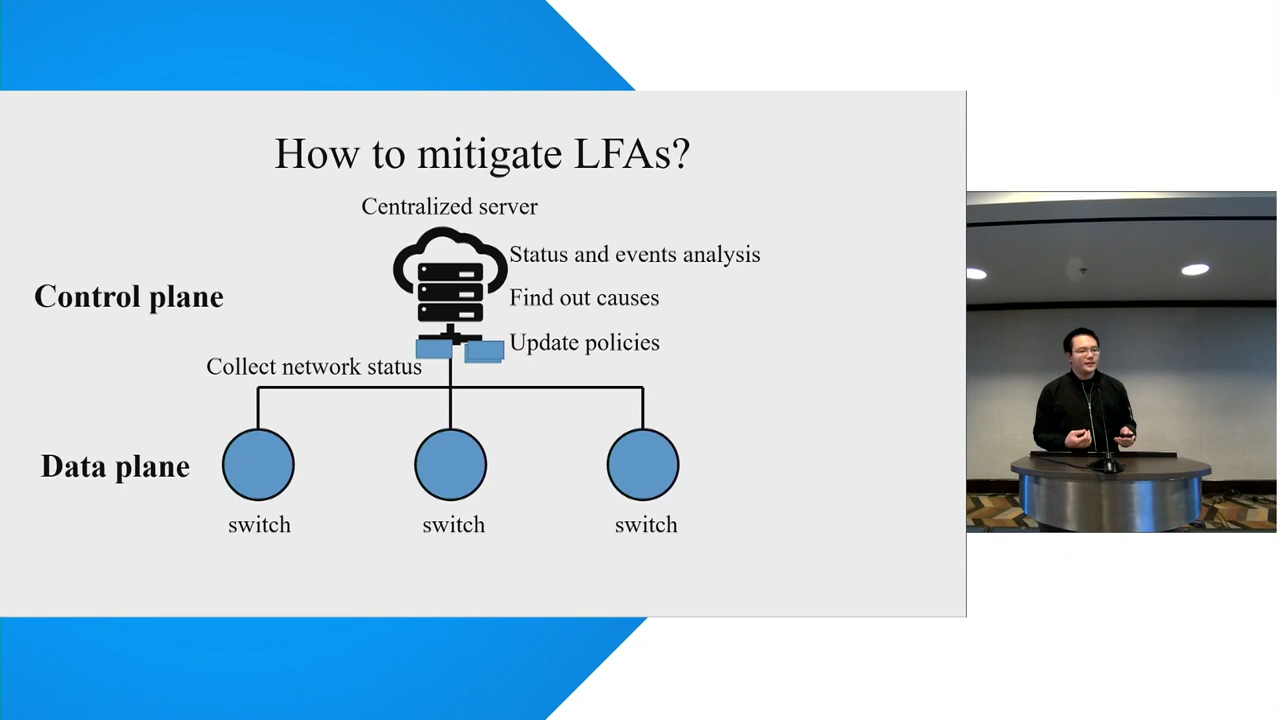 How to mitigate LFAs?
Centralized server
Status and events analysis
Control plane
Find out causes
Update policies
Collect network status
Data plane
switch
switch
switch